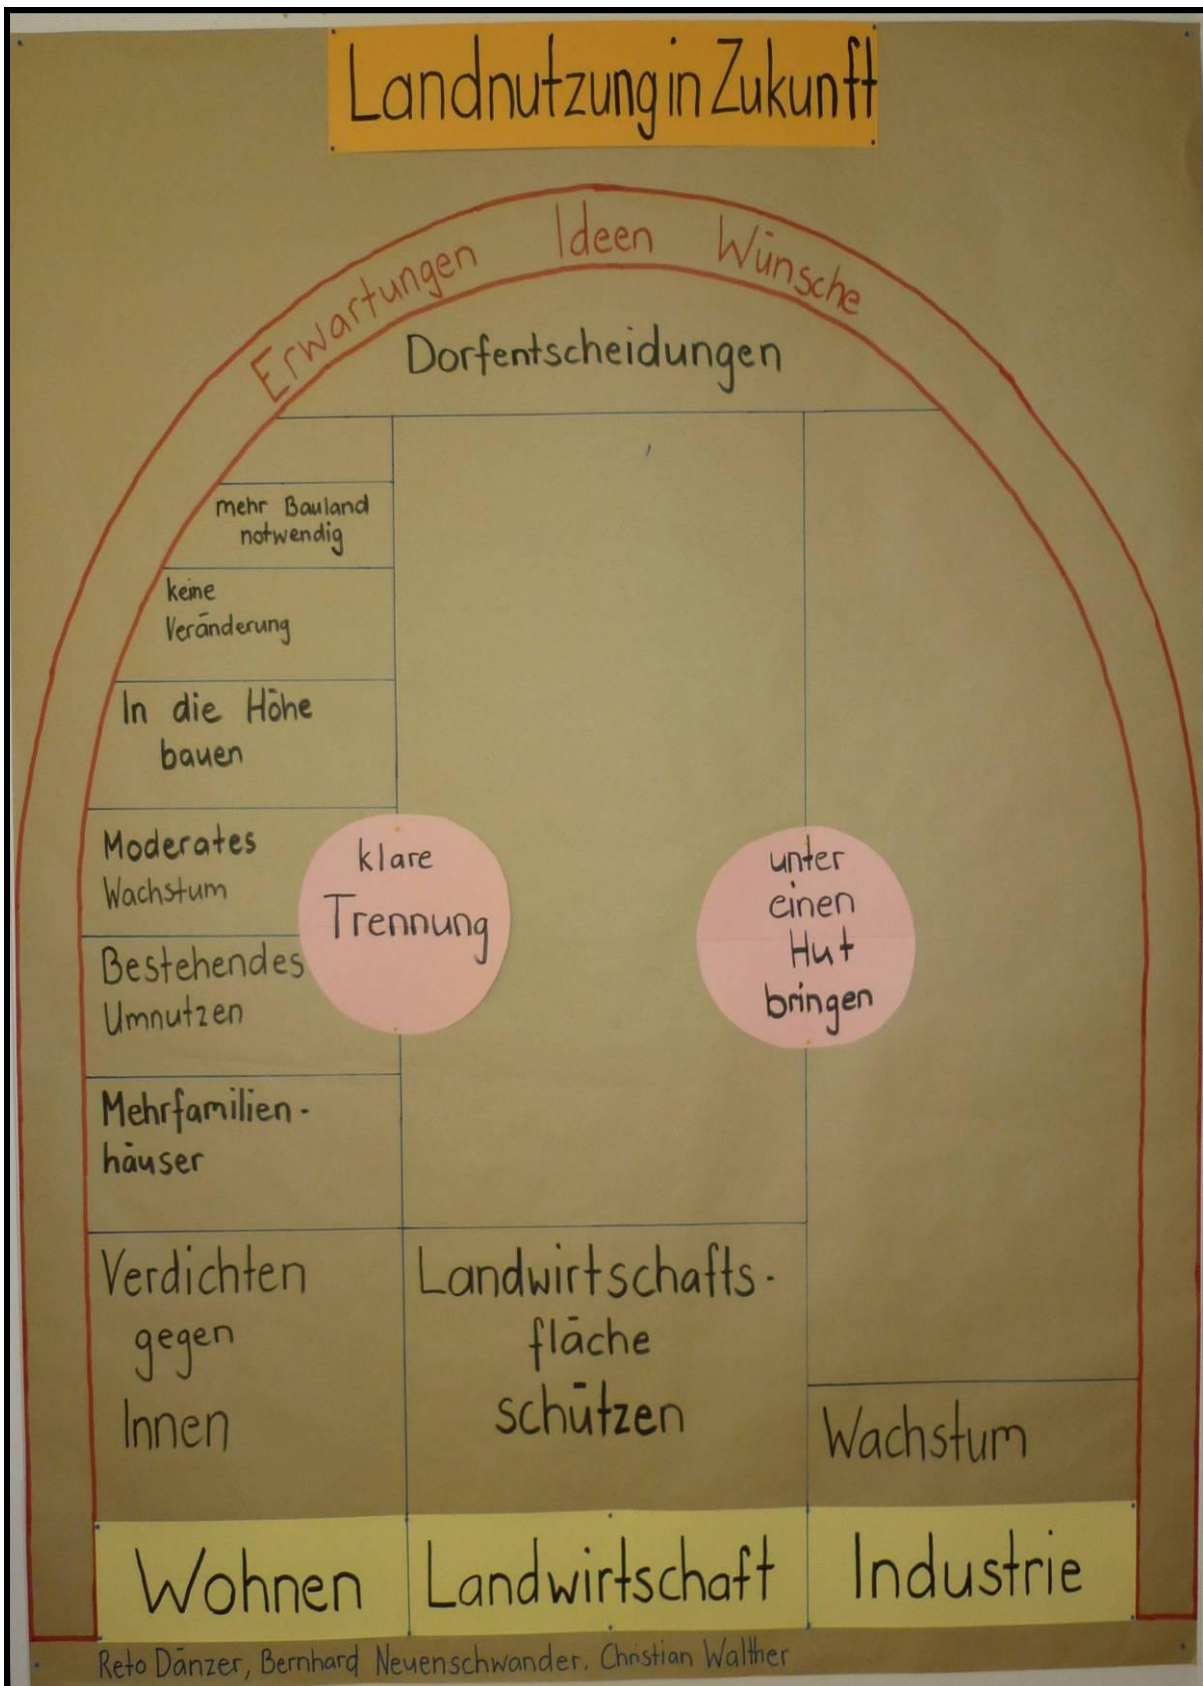 Landnutzung in Zukunft
Erwartungen Ideen Wünsche
Dorfentscheidungen
mehr Bauland
notwendig
keine
Veränderung
In die Höhe
bauen
Moderates
Wachstum
klare
Trennung
unter
einen
Hut
bringen
Bestehendes
Umnutzen
Mehrfamilien-
häuser
Verdichten
gegen
Innen
Landwirtschafts-
fläche
schützen
Wachstum
Wohnen
Landwirtschaft
Industrie
Reto Dänzer, Bernhard Neuenschwander. Christian Walther